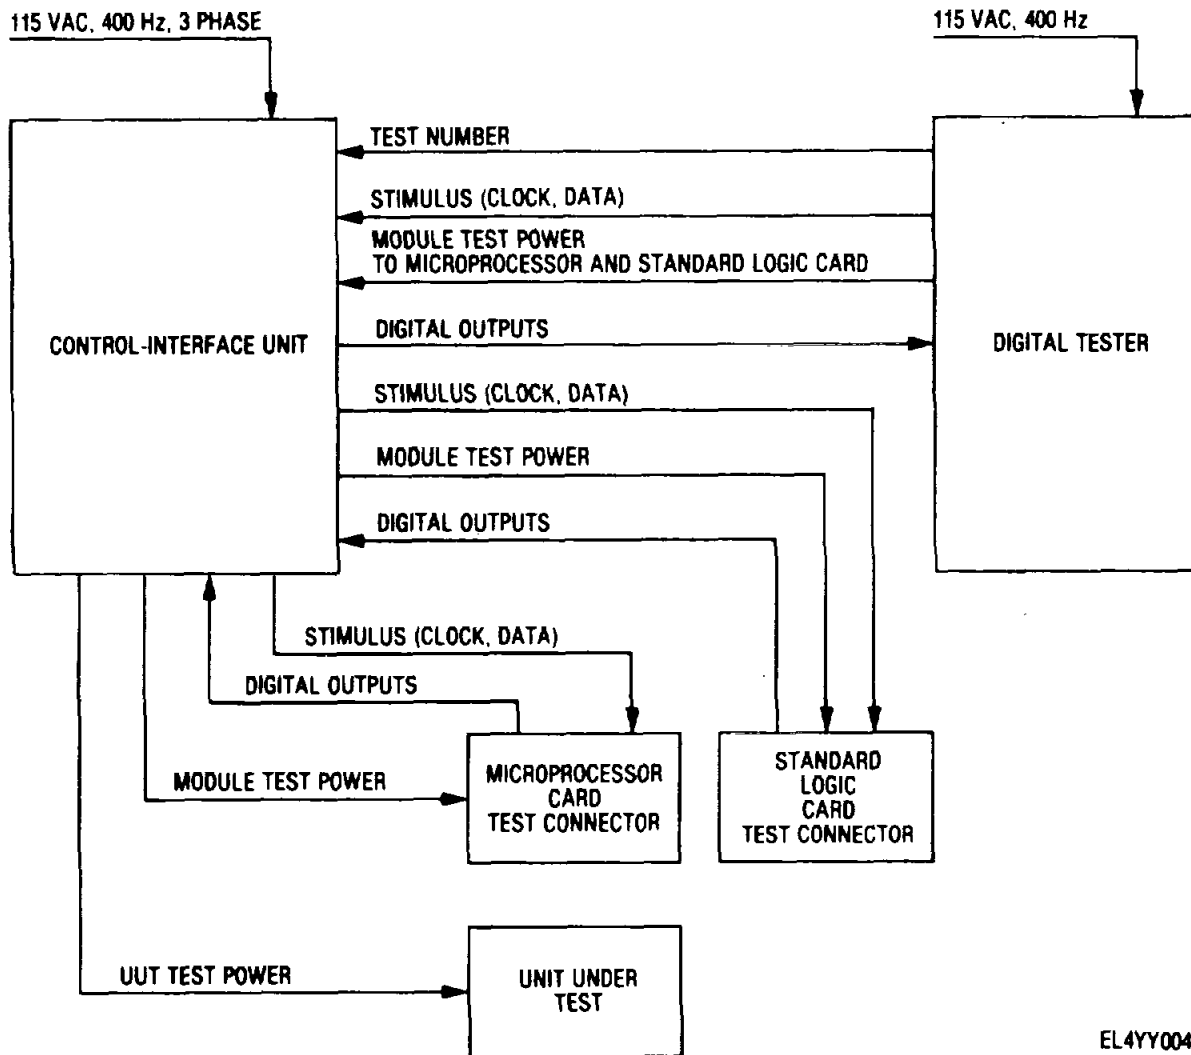 115 VAC, 400 Hz, 3 PHASE
115 VAC, 400 Hz
TEST NUMBER
STIMULUS (CLOCK, DATA)
MODULE TEST POWER
TO MICROPROCESSOR AND STANDARD LOGIC CARD
CONTROL-INTERFACE UNIT
DIGITAL OUTPUTS
DIGITAL TESTER
STIMULUS (CLOCK, DATA)
MODULE TEST POWER
DIGITAL OUTPUTS
STIMULUS (CLOCK, DATA)
DIGITAL OUTPUTS
MODULE TEST POWER
MICROPROCESSOR
CARD
TEST CONNECTOR
STANDARD
LOGIC
CARD
TEST CONNECTOR
UUT TEST POWER
UNIT UNDER
TEST
EL4YY004